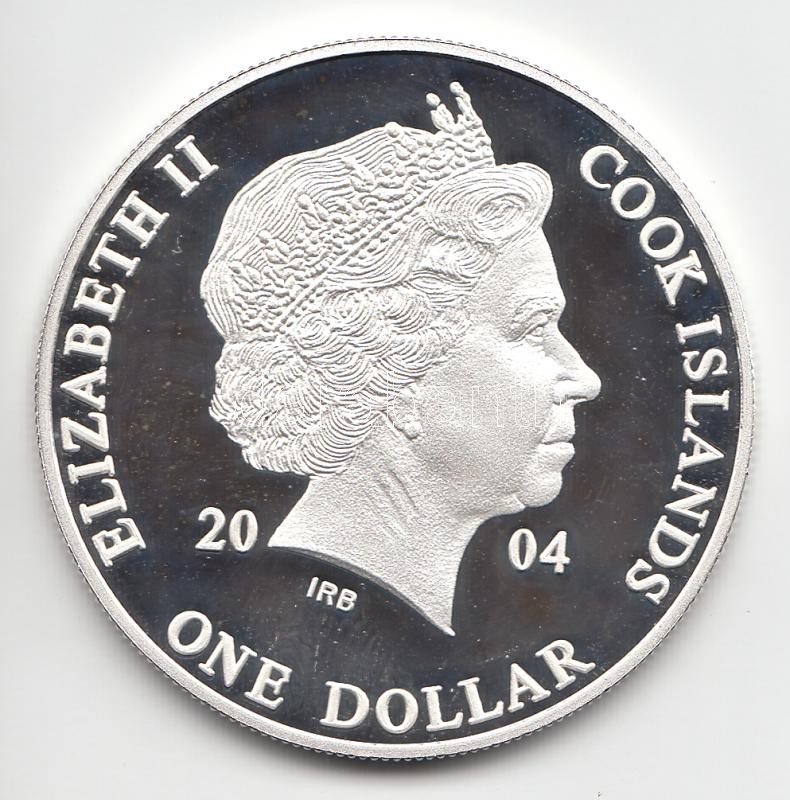 ELIZABETH II
COOK ISLANDS
20 04
IRB
ONE DOLLAR